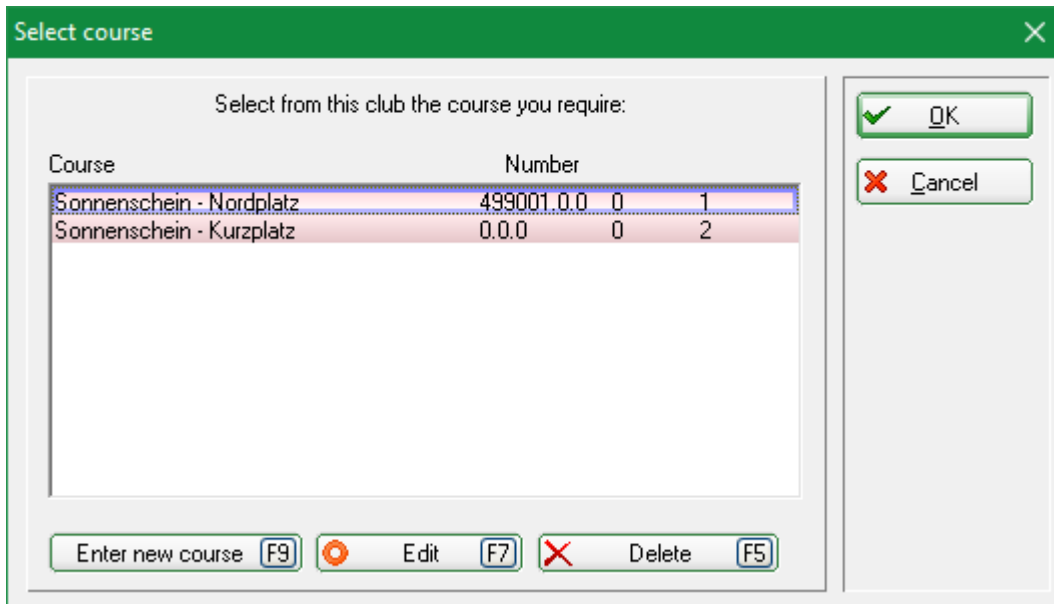 Select course
Select from this club the course you require:
Course Number
Sonnenschein - Nordplatz 499001.0.0 0 1
Sonnenschein - Kurzplatz 0.0.0 0 2
Enter new course F9 Edit F7 Delete F5
OK
Cancel